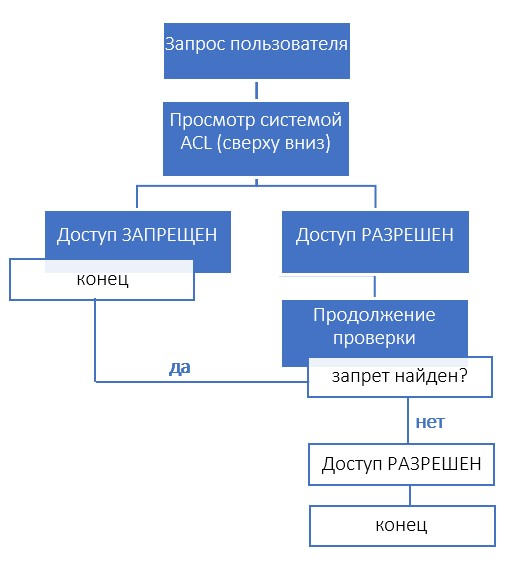 Запрос пользователя
Просмотр системой
ACL (сверху вниз)
Доступ ЗАПРЕЩЕН
конец
Доступ РАЗРЕШЕН
Продолжение
проверки
запрет найден?
да
нет
Доступ РАЗРЕШЕН
конец